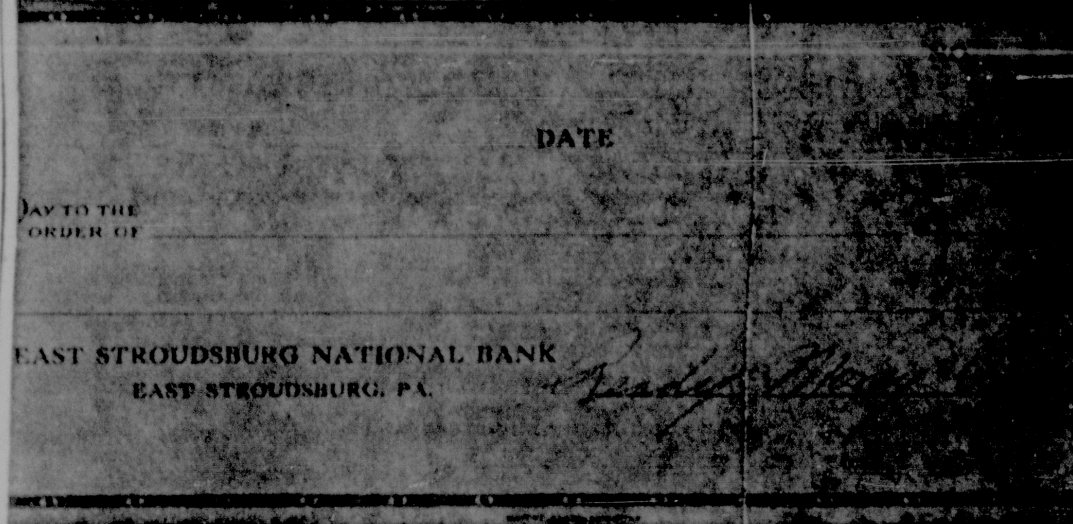 DATE
PAY TO THE
ORDER OF
EAST STROUDSBURG NATIONAL BANK
EAST STROUDSBURG, PA.